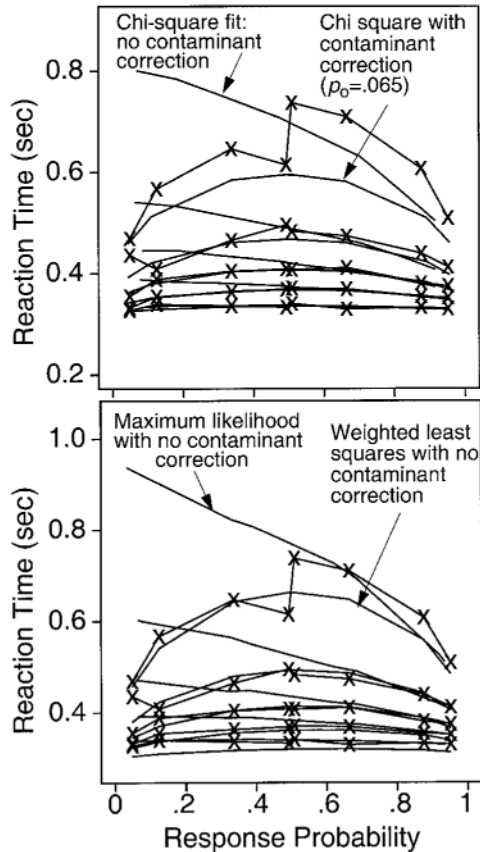 Chi-square fit:
no contaminant
correction
Chi square with
contaminant
correction
(p₀=.065)
Reaction Time (sec)
0.8
0.6
0.4
0.2
Maximum likelihood
with no contaminant
correction
Weighted least
squares with no
contaminant
correction
Reaction Time (sec)
1.0
0.8
0.6
0.4
0 .2 .4 .6 .8 1
Response Probability